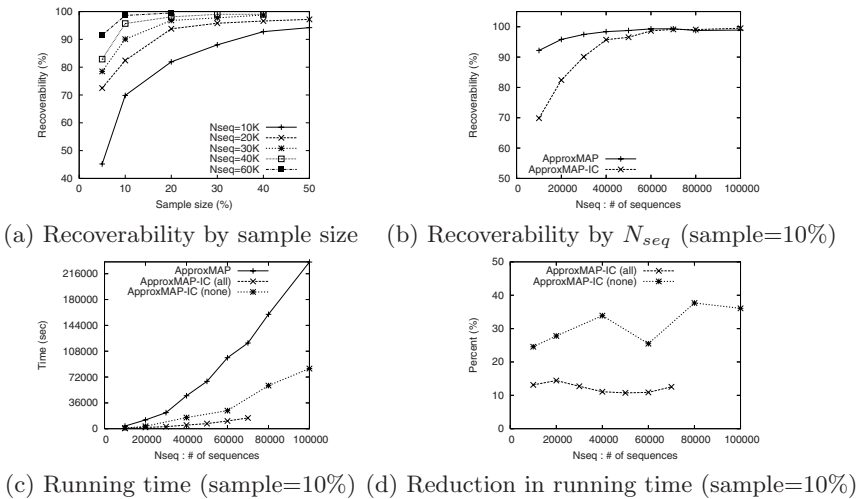 100
90
80
70
60
50
40
Recoverability (%)
Nseq=10K
Nseq=20K
Nseq=30K
Nseq=40K
Nseq=60K
0 10 20 30 40 50
Sample size (%)
100
90
80
70
60
50
Recoverability (%)
ApproxMAP
ApproxMAP-IC
0 20000 40000 60000 80000 100000
Nseq : # of sequences
(a) Recoverability by sample size (b) Recoverability by Nseq (sample=10%)
216000
180000
144000
108000
72000
36000
0
Time (sec)
ApproxMAP
ApproxMAP-IC (all)
ApproxMAP-IC (none)
0 20000 40000 60000 80000 100000
Nseq : # of sequences
50
40
30
20
10
0
Percent (%)
ApproxMAP-IC (all)
ApproxMAP-IC (none)
0 20000 40000 60000 80000 100000
Nseq : # of sequences
(c) Running time (sample=10%) (d) Reduction in running time (sample=10%)